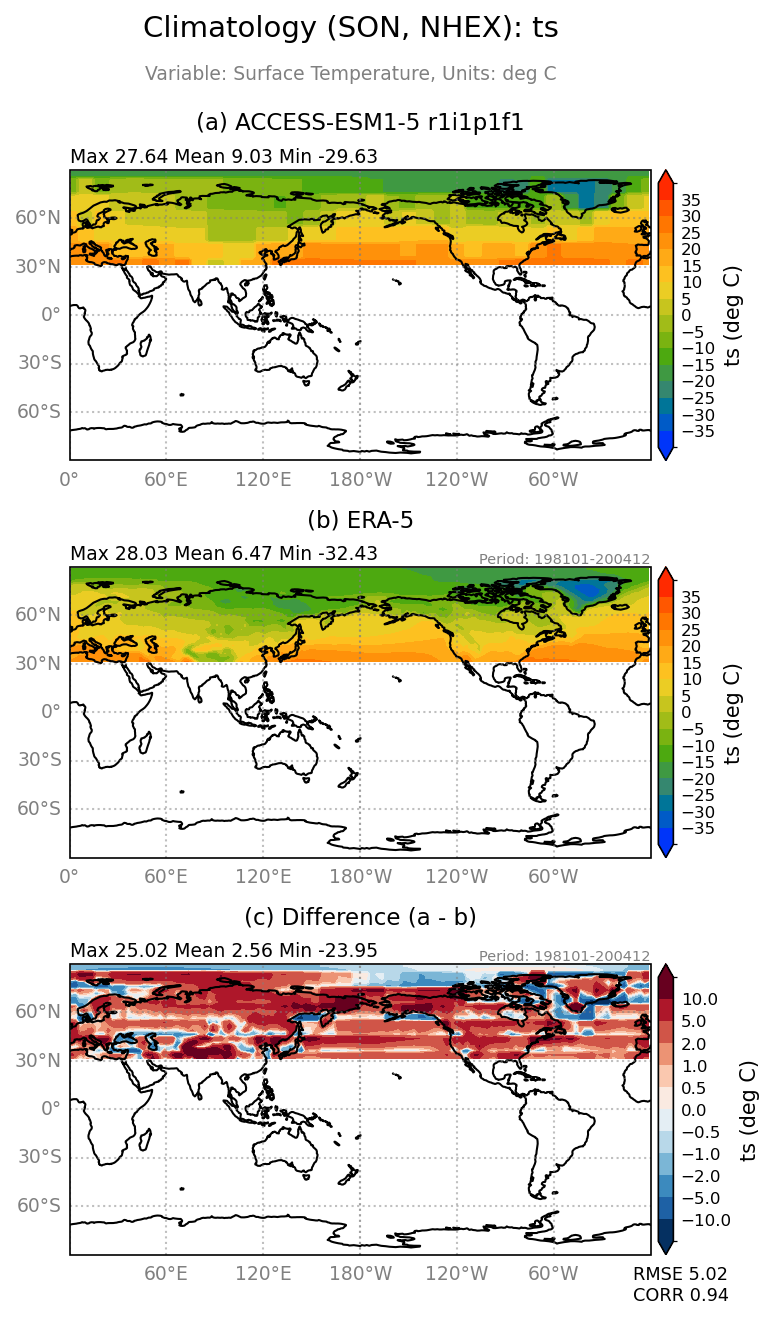 Climatology (SON, NHEX): ts
Variable: Surface Temperature, Units: deg C
(a) ACCESS-ESM1-5 r1i1p1f1
Max 27.64 Mean 9.03 Min -29.63
60°N
30°N
0°
30°S
60°S
0° 60°E 120°E 180°W 120°W 60°W
35
30
25
20
15
10
5
0
−5
−10
−15
−20
−25
−30
−35
ts (deg C)
(b) ERA-5
Max 28.03 Mean 6.47 Min -32.43
Period: 198101-200412
60°N
30°N
0°
30°S
60°S
0° 60°E 120°E 180°W 120°W 60°W
35
30
25
20
15
10
5
0
−5
−10
−15
−20
−25
−30
−35
ts (deg C)
(c) Difference (a - b)
Max 25.02 Mean 2.56 Min -23.95
Period: 198101-200412
60°N
30°N
0°
30°S
60°S
60°E 120°E 180°W 120°W 60°W
10.0
5.0
2.0
1.0
0.5
0.0
−0.5
−1.0
−2.0
−5.0
−10.0
ts (deg C)
RMSE 5.02
CORR 0.94